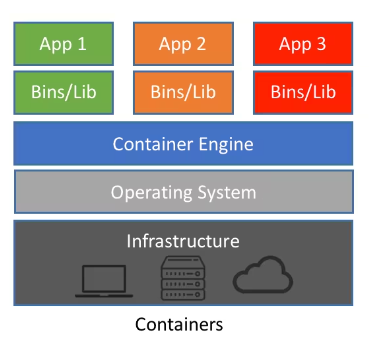 App 1 App 2 App 3
Bins/Lib Bins/Lib Bins/Lib
Container Engine
Operating System
Infrastructure
Containers